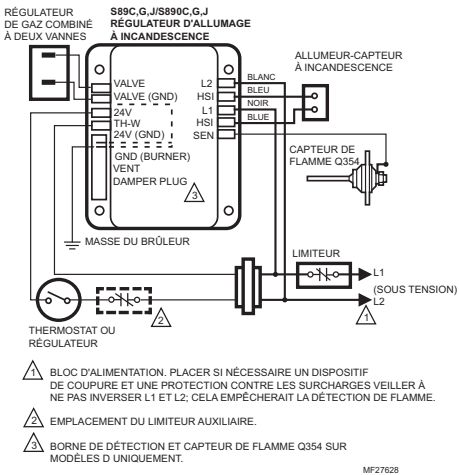 RÉGULATEUR
DE GAZ COMBINÉ
À DEUX VANNES
S89C,G,J/S890C,G,J
RÉGULATEUR D'ALLUMAGE
À INCANDESCENCE
ALLUMEUR-CAPTEUR
À INCANDESCENCE
VALVE
VALVE (GND)
24V
TH-W
24V (GND)
GND (BURNER)
VENT
DAMPER PLUG
3
L2
HSI
L1
HSI
SEN
BLANC
BLEU
NOIR
BLUE
CAPTEUR DE
FLAMME Q354
MASSE DU BRÛLEUR
LIMITEUR
L1
(SOUS TENSION)
L2
1
2
THERMOSTAT OU
RÉGULATEUR
1 BLOC D'ALIMENTATION. PLACER SI NÉCESSAIRE UN DISPOSITIF
DE COUPURE ET UNE PROTECTION CONTRE LES SURCHARGES VEILLER À
NE PAS INVERSER L1 ET L2; CELA EMPÊCHERAIT LA DÉTECTION DE FLAMME.
2 EMPLACEMENT DU LIMITEUR AUXILIAIRE.
3 BORNE DE DÉTECTION ET CAPTEUR DE FLAMME Q354 SUR
MODÈLES D UNIQUEMENT.
MF27628